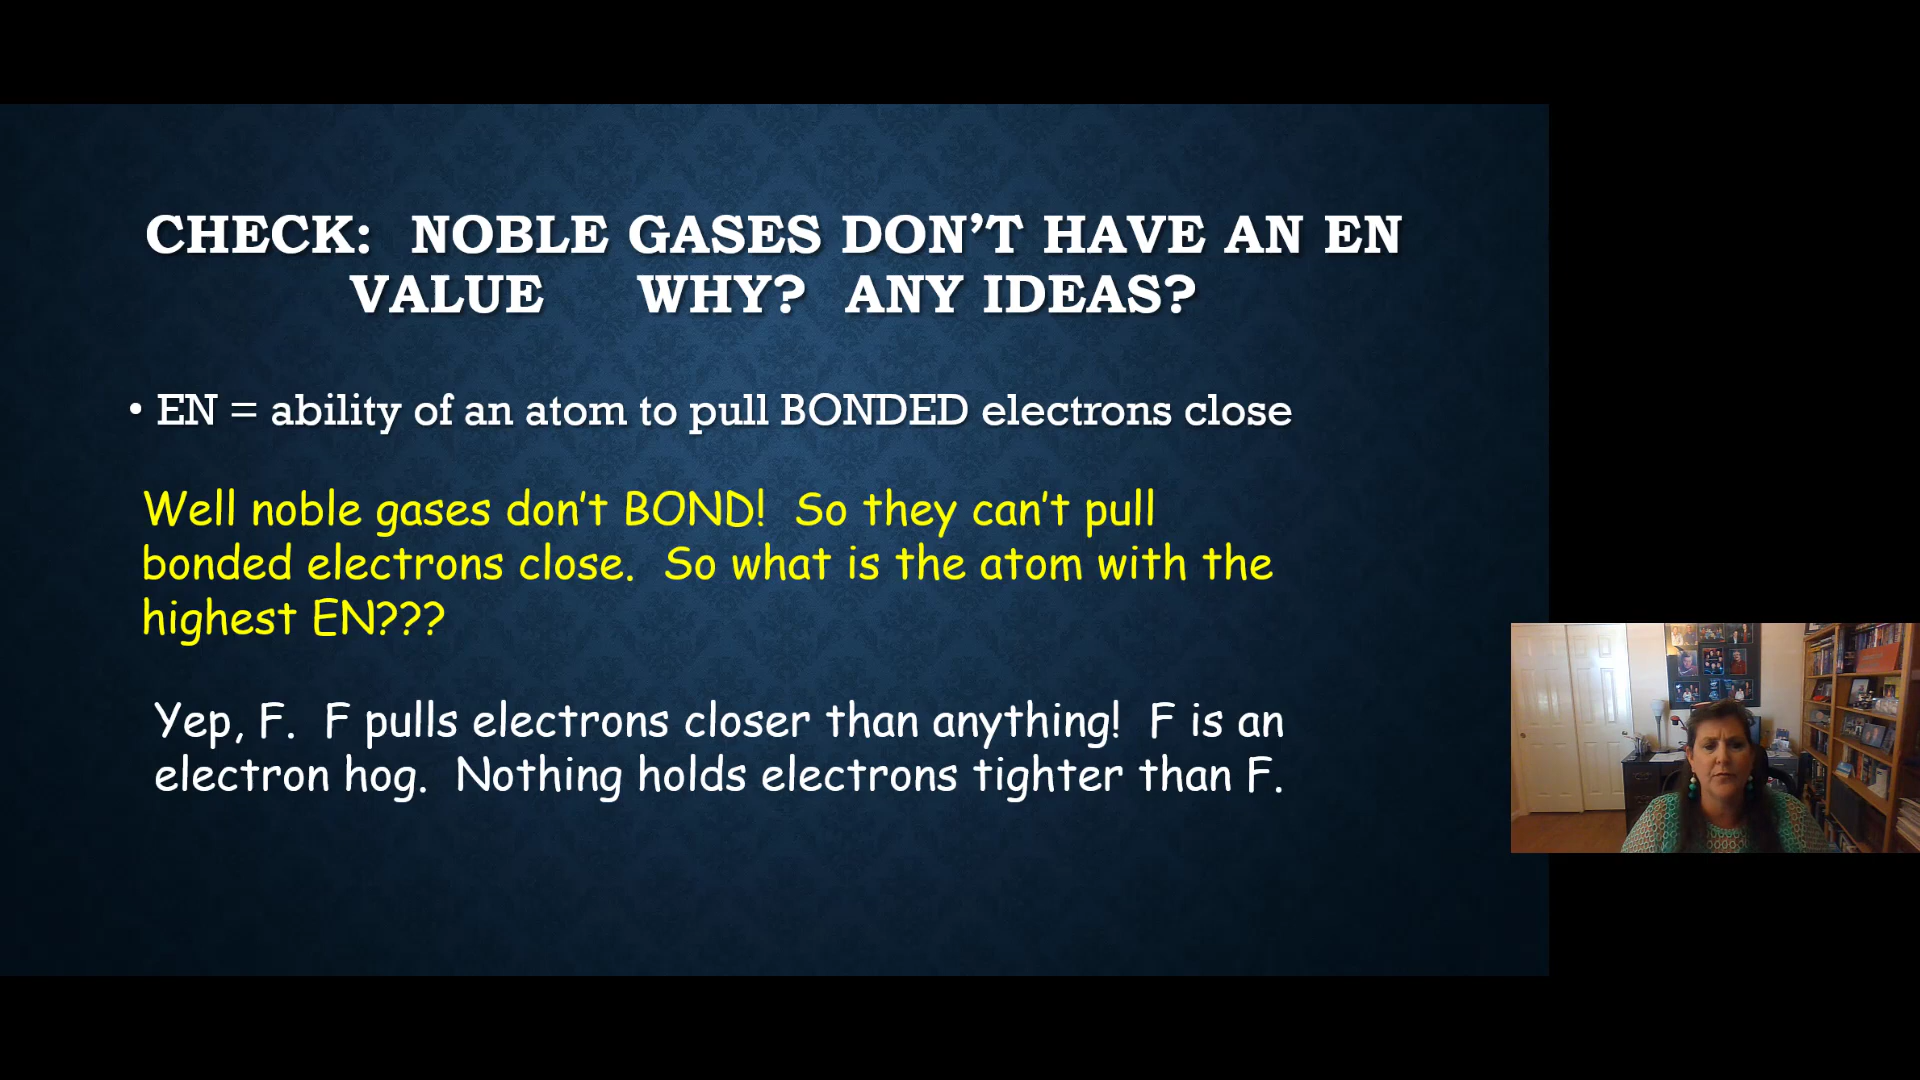 CHECK:  NOBLE GASES DON’T HAVE AN EN
VALUE    WHY?  ANY IDEAS?
• EN = ability of an atom to pull BONDED electrons close
Well noble gases don’t BOND!  So they can’t pull
bonded electrons close.  So what is the atom with the
highest EN???
Yep, F.  F pulls electrons closer than anything!  F is an
electron hog.  Nothing holds electrons tighter than F.